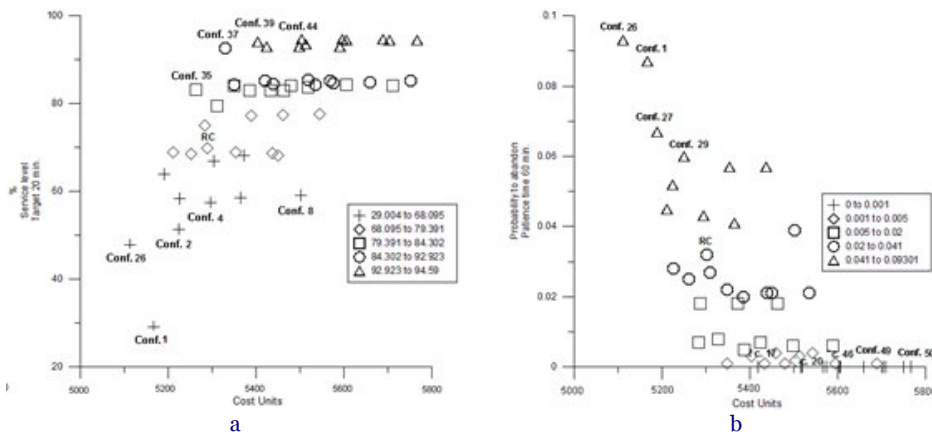 100
80
60
40
20
%
Service level
Target 20 min.
5000
5200
5400
5600
5800
Cost Units
Conf. 39
Conf. 44
Conf. 37
Conf. 35
RC
Conf. 4
Conf. 8
Conf. 2
Conf. 26
Conf. 1
29.004 to 68.095
68.095 to 79.391
79.391 to 84.302
84.302 to 92.923
92.923 to 94.59
a
0.1
0.08
0.06
0.04
0.02
0
Probability to abandon
Patience time 60 min.
5000
5200
5400
5600
5800
Cost Units
Conf. 26
Conf. 1
Conf. 27
Conf. 29
RC
C. 17
C. 20
C. 46
Conf. 49
Conf. 50
0 to 0.001
0.001 to 0.005
0.005 to 0.02
0.02 to 0.041
0.041 to 0.09301
b